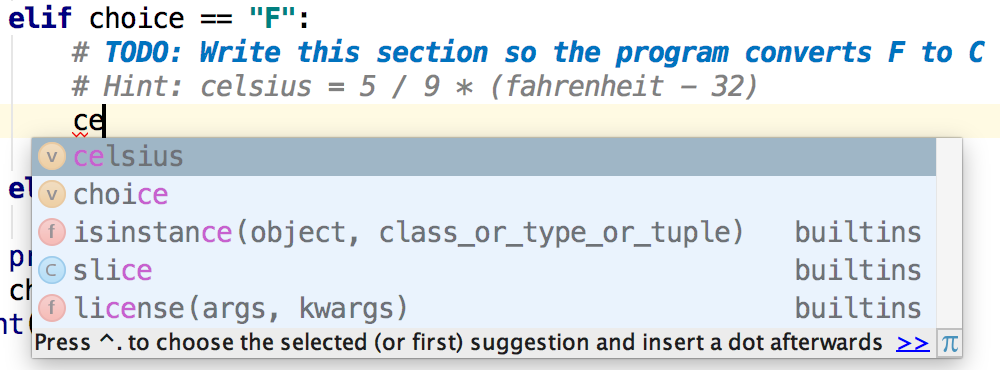 elif choice == "F":
# TODO: Write this section so the program converts F to C
# Hint: celsius = 5 / 9 * (fahrenheit - 32)
ce
v celsius
el
v choice
f isinstance(object, class_or_type_or_tuple) builtins
pr
C slice builtins
ch
f license(args, kwargs) builtins
nt(
Press ^. to choose the selected (or first) suggestion and insert a dot afterwards >> π